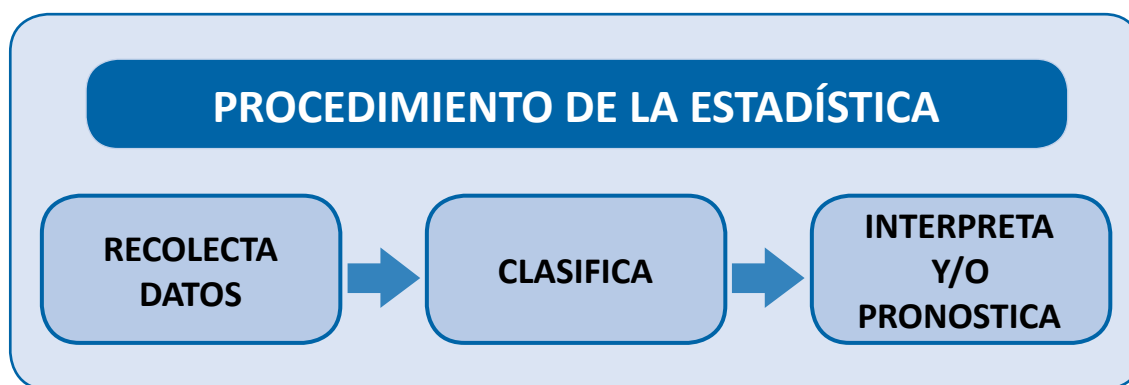 PROCEDIMIENTO DE LA ESTADÍSTICA
RECOLECTA
DATOS
CLASIFICA
INTERPRETA
Y/O
PRONOSTICA